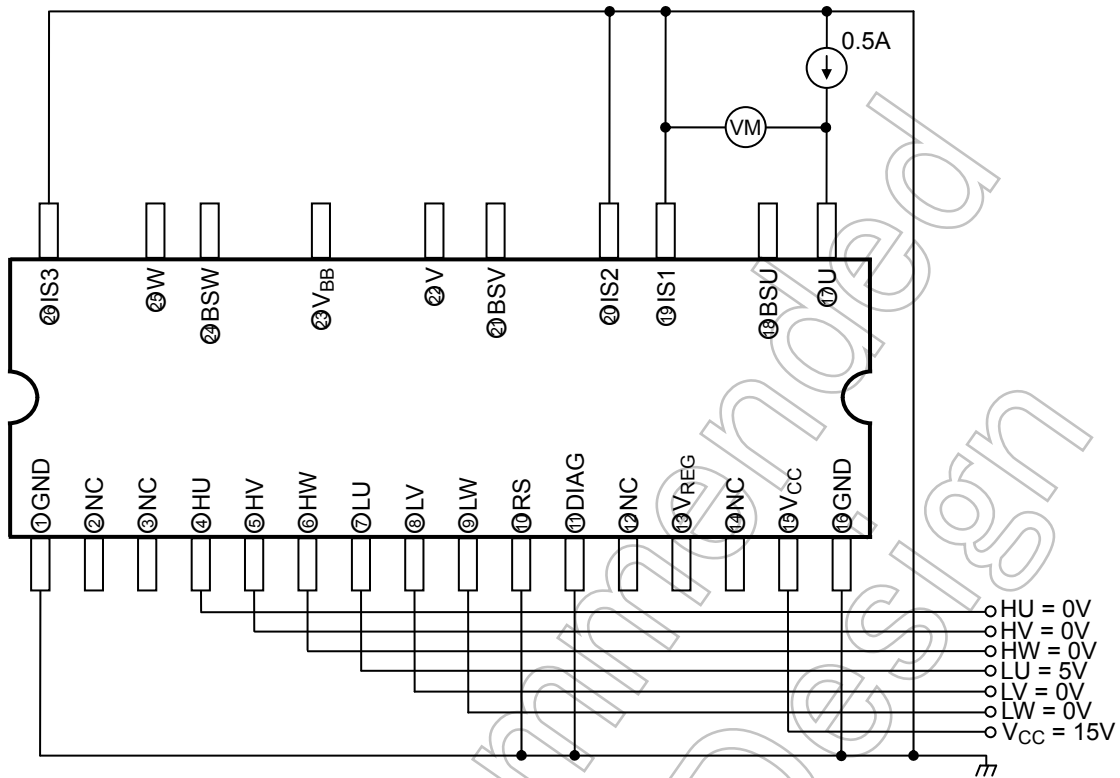 0.5A
VM
㉖IS3
㉕W
㉔BSW
㉓VBB
㉒V
㉑BSV
⑳IS2
⑲IS1
⑱BSU
⑰U
①GND
②NC
③NC
④HU
⑤HV
⑥HW
⑦LU
⑧LV
⑨LW
⑩RS
⑪DIAG
⑫NC
⑬VREG
⑭NC
⑮VCC
⑯GND
HU = 0V
HV = 0V
HW = 0V
LU = 5V
LV = 0V
LW = 0V
VCC = 15V
mmended
Design